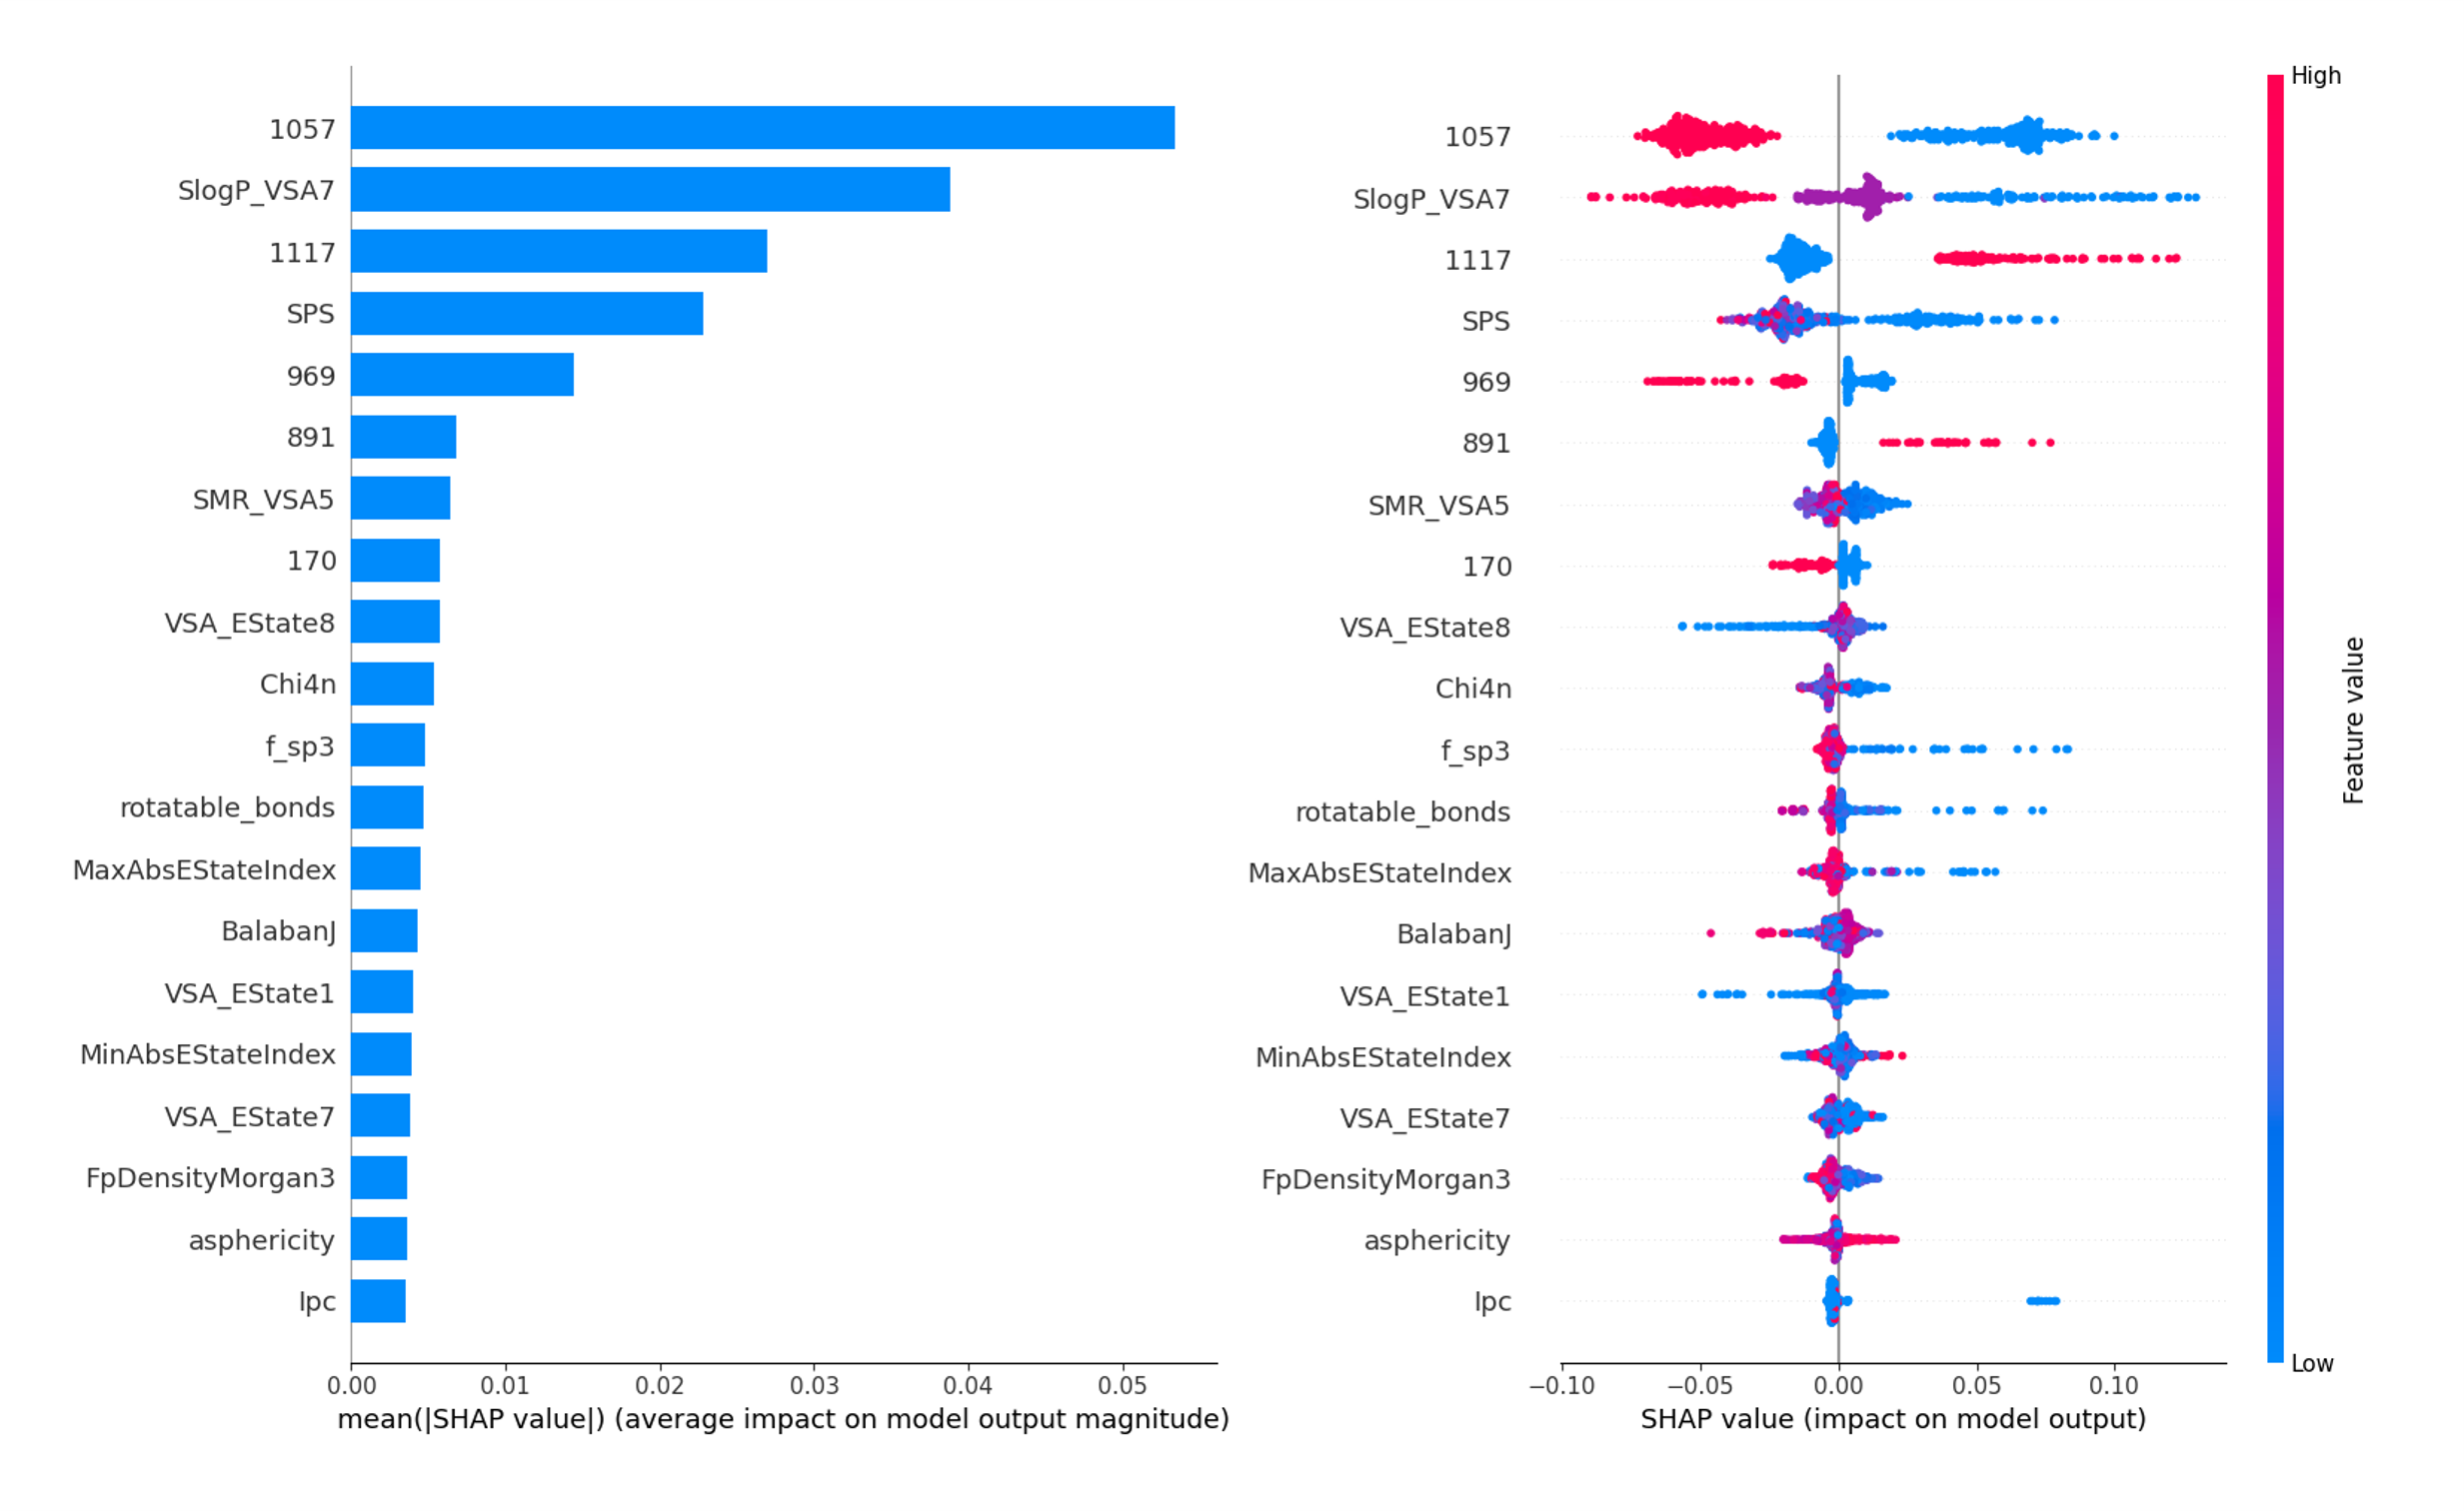 1057
SlogP_VSA7
1117
SPS
969
891
SMR_VSA5
170
VSA_EState8
Chi4n
f_sp3
rotatable_bonds
MaxAbsEStateIndex
BalabanJ
VSA_EState1
MinAbsEStateIndex
VSA_EState7
FpDensityMorgan3
asphericity
Ipc
0.00 0.01 0.02 0.03 0.04 0.05
mean(|SHAP value|) (average impact on model output magnitude)
1057
SlogP_VSA7
1117
SPS
969
891
SMR_VSA5
170
VSA_EState8
Chi4n
f_sp3
rotatable_bonds
MaxAbsEStateIndex
BalabanJ
VSA_EState1
MinAbsEStateIndex
VSA_EState7
FpDensityMorgan3
asphericity
Ipc
−0.10 −0.05 0.00 0.05 0.10
SHAP value (impact on model output)
High
Feature value
Low